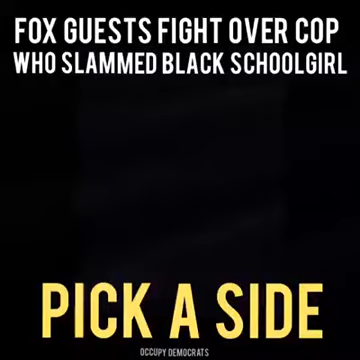 FOX GUESTS FIGHT OVER COP
WHO SLAMMED BLACK SCHOOLGIRL
PICK A SIDE
OCCUPY DEMOCRATS